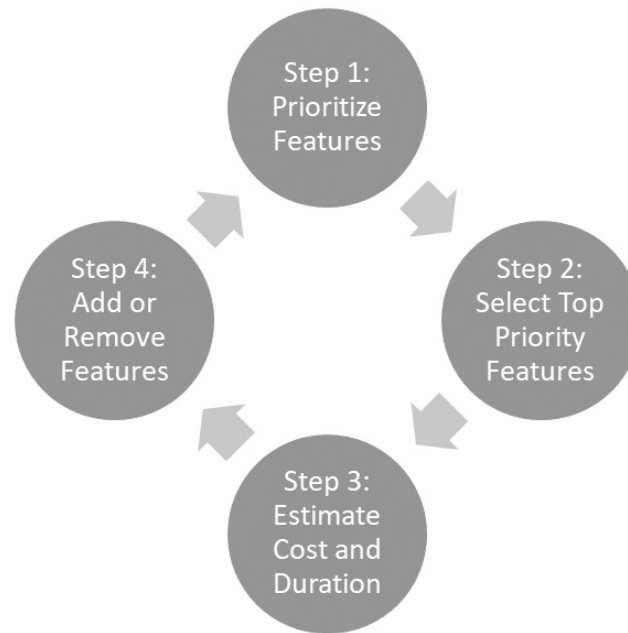 Step 1:
Prioritize
Features
Step 2:
Select Top
Priority
Features
Step 3:
Estimate
Cost and
Duration
Step 4:
Add or
Remove
Features